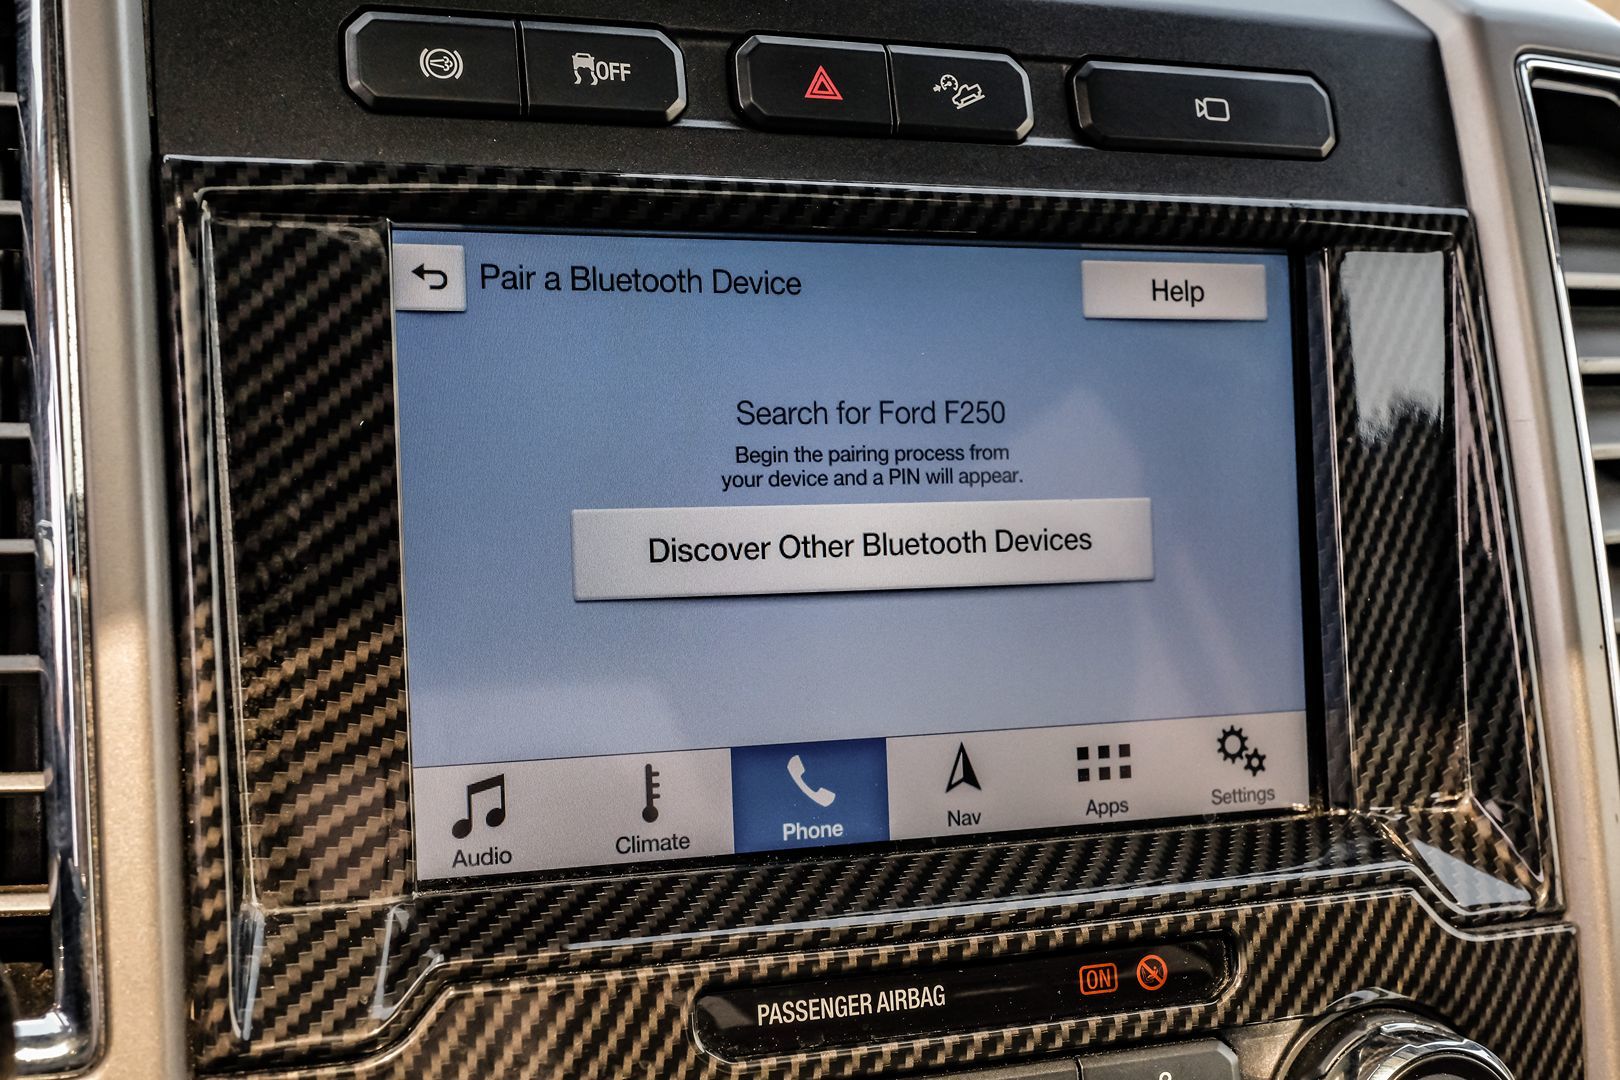 OFF
Pair a Bluetooth Device
Help
Search for Ford F250
Begin the pairing process from
your device and a PIN will appear.
Discover Other Bluetooth Devices
Audio
Climate
Phone
Nav
Apps
Settings
PASSENGER AIRBAG
ON